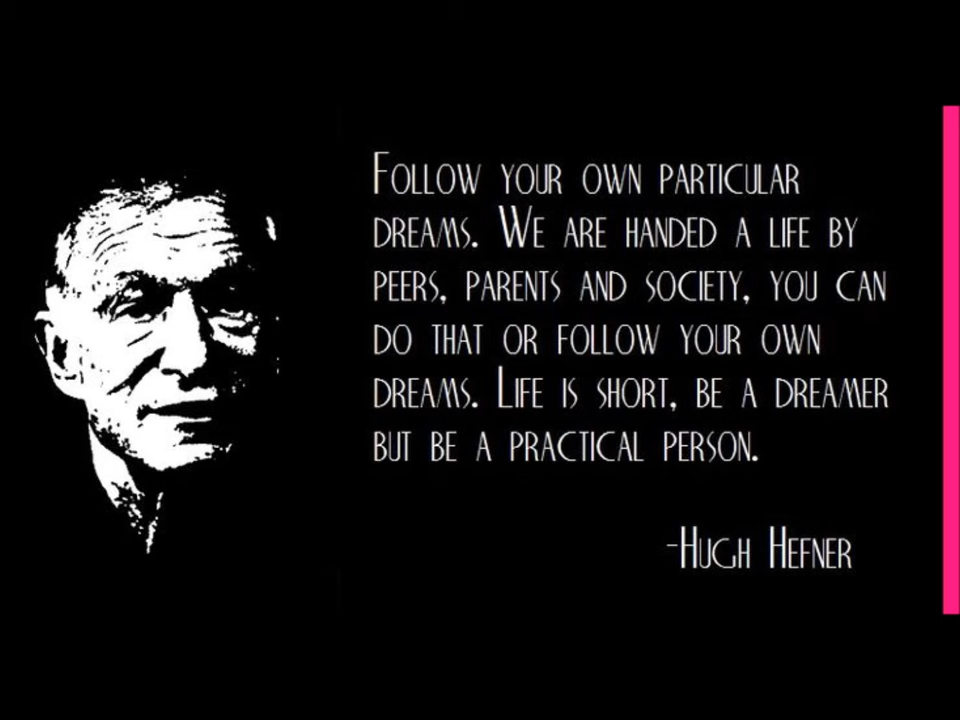 Follow your own particular
dreams. We are handed a life by
peers, parents and society, you can
do that or follow your own
dreams. Life is short, be a dreamer
but be a practical person.
-Hugh Hefner